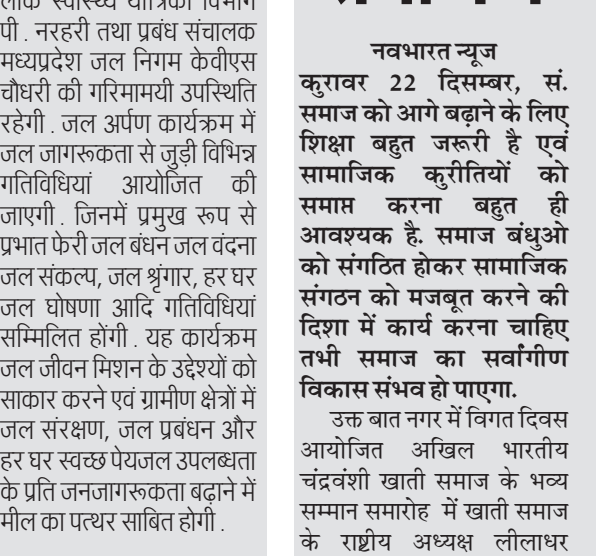 लोक स्वास्थ्य यांत्रिकी विभाग
पी . नरहरी तथा प्रबंध संचालक
मध्यप्रदेश जल निगम केवीएस
चौधरी की गरिमामयी उपस्थिति
रहेगी . जल अर्पण कार्यक्रम में
जल जागरूकता से जुड़ी विभिन्न
गतिविधियां आयोजित की
जाएगी . जिनमें प्रमुख रूप से
प्रभात फेरी जल बंधन जल वंदना
जल संकल्प, जल श्रृंगार, हर घर
जल घोषणा आदि गतिविधियां
सम्मिलित होंगी . यह कार्यक्रम
जल जीवन मिशन के उद्देश्यों को
साकार करने एवं ग्रामीण क्षेत्रों में
जल संरक्षण, जल प्रबंधन और
हर घर स्वच्छ पेयजल उपलब्धता
के प्रति जनजागरूकता बढ़ाने में
मील का पत्थर साबित होगी .
नवभारत न्यूज
कुरावर 22 दिसम्बर, सं.
समाज को आगे बढ़ाने के लिए
शिक्षा बहुत जरूरी है एवं
सामाजिक कुरीतियों को
समाप्त करना बहुत ही
आवश्यक है. समाज बंधुओ
को संगठित होकर सामाजिक
संगठन को मजबूत करने की
दिशा में कार्य करना चाहिए
तभी समाज का सर्वांगीण
विकास संभव हो पाएगा.
उक्त बात नगर में विगत दिवस
आयोजित अखिल भारतीय
चंद्रवंशी खाती समाज के भव्य
सम्मान समारोह में खाती समाज
के राष्ट्रीय अध्यक्ष लीलाधर